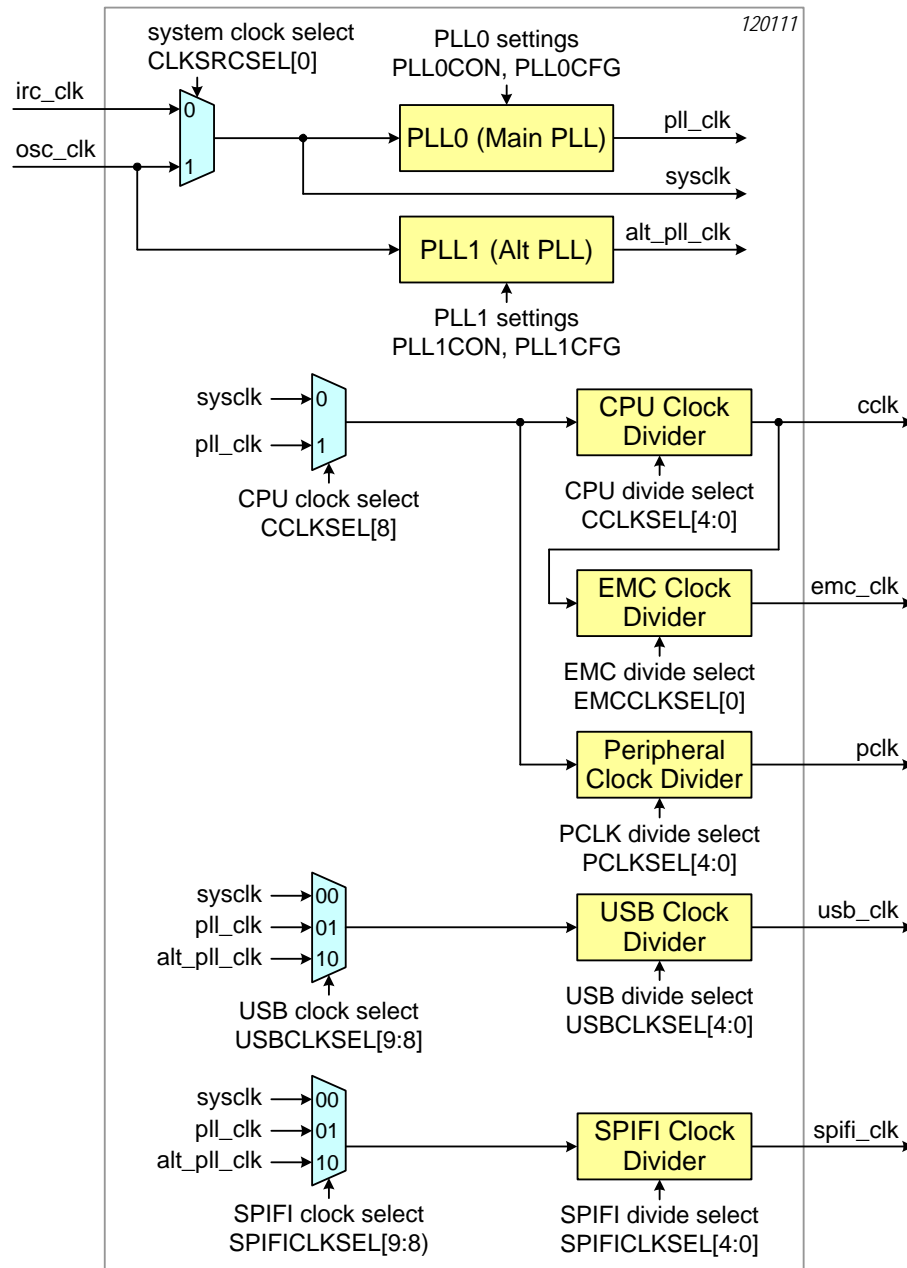 120111
system clock select
CLKSRCSEL[0]
PLL0 settings
PLL0CON, PLL0CFG
irc_clk
0
osc_clk
1
PLL0 (Main PLL)
pll_clk
sysclk
PLL1 (Alt PLL)
alt_pll_clk
PLL1 settings
PLL1CON, PLL1CFG
sysclk
0
pll_clk
1
CPU clock select
CCLKSEL[8]
CPU Clock
Divider
cclk
CPU divide select
CCLKSEL[4:0]
EMC Clock
Divider
emc_clk
EMC divide select
EMCCLKSEL[0]
Peripheral
Clock Divider
pclk
PCLK divide select
PCLKSEL[4:0]
sysclk
00
pll_clk
01
alt_pll_clk
10
USB clock select
USBCLKSEL[9:8]
USB Clock
Divider
usb_clk
USB divide select
USBCLKSEL[4:0]
sysclk
00
pll_clk
01
alt_pll_clk
10
SPIFI clock select
SPIFICLKSEL[9:8)
SPIFI Clock
Divider
spifi_clk
SPIFI divide select
SPIFICLKSEL[4:0]